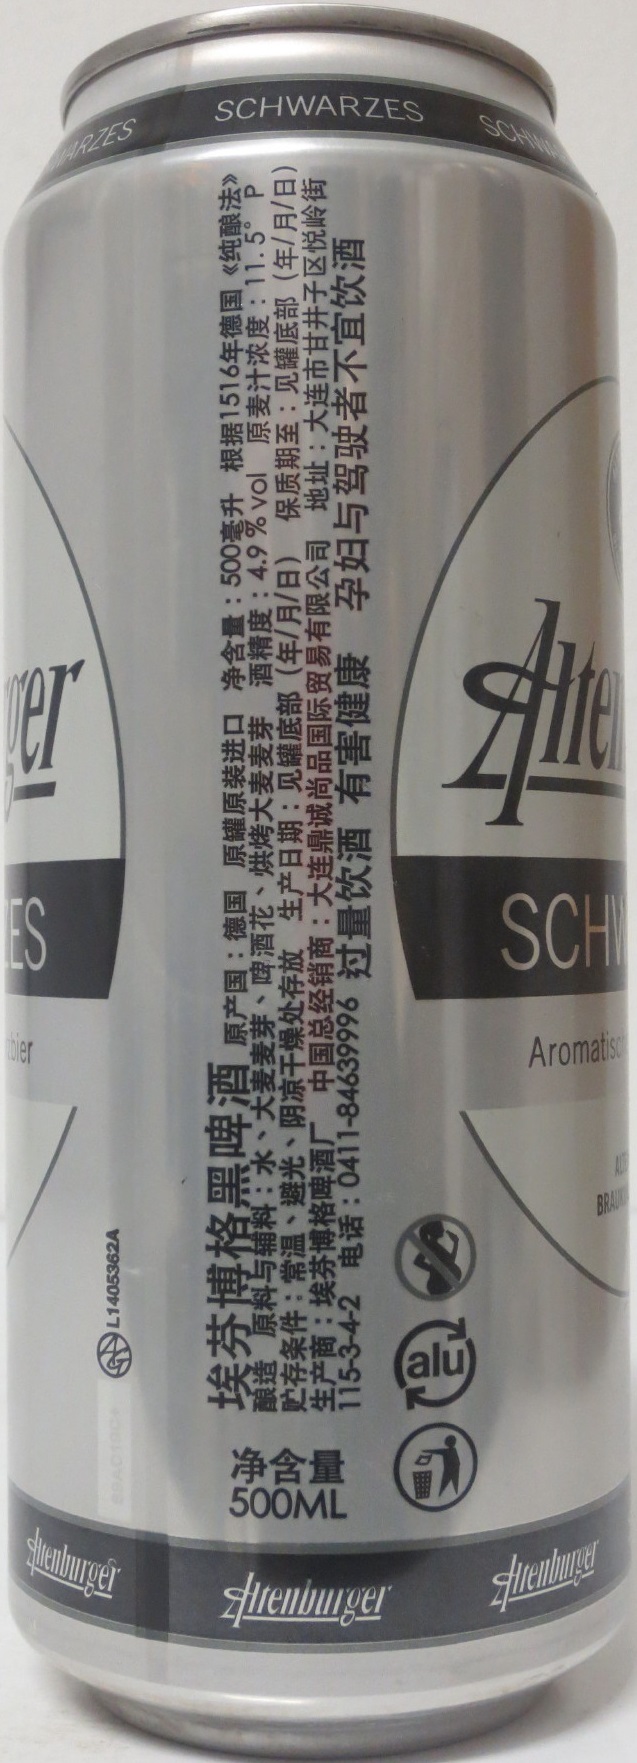 SCHWARZES
埃芬博格黑啤酒 原产国：德国 原罐原装进口 净含量：500毫升 根据1516年德国《纯酿法》
酿造 原料与辅料：水、大麦麦芽、啤酒花、烘烤大麦麦芽 酒精度：4.9％vol 原麦汁浓度：11.5°P
贮存条件：常温、避光、阴凉干燥处存放 生产日期：见罐底部（年/月/日） 保质期至：见罐底部（年/月/日）
生产商：埃芬博格啤酒厂 中国总经销商：大连鼎诚尚品国际贸易有限公司 地址：大连市甘井子区悦岭街
115-3-4-2 电话：0411-84639996 过量饮酒 有害健康 孕妇与驾驶者不宜饮酒
净含量
500ML
L1405362A
alu
Altenburger
Altenburger
Altenburger